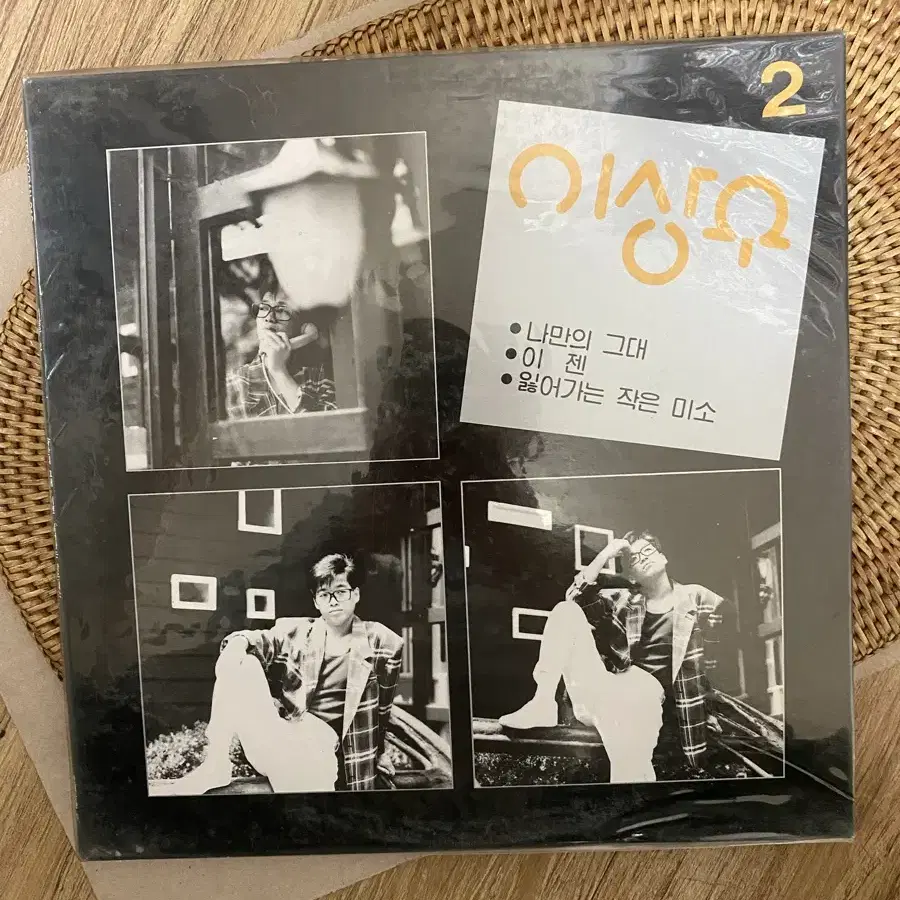 2
이상우
• 나만의 그대
• 이 젠
• 잃어가는 작은 미소